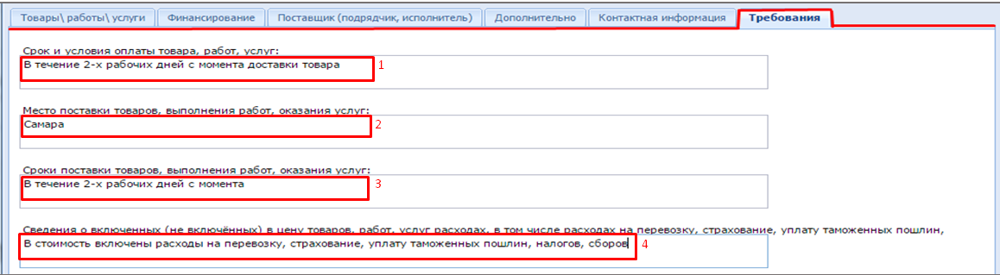 Товары\ работы\ услуги Финансирование Поставщик (подрядчик, исполнитель) Дополнительно Контактная информация Требования
Срок и условия оплаты товара, работ, услуг:
В течение 2-х рабочих дней с момента доставки товара 1
Место поставки товаров, выполнения работ, оказания услуг:
Самара 2
Сроки поставки товаров, выполнения работ, оказания услуг:
В течение 2-х рабочих дней с момента 3
Сведения о включенных (не включённых) в цену товаров, работ, услуг расходах, в том числе расходах на перевозку, страхование, уплату таможенных пошлин,
В стоимость включены расходы на перевозку, страхование, уплату таможенных пошлин, налогов, сборов 4